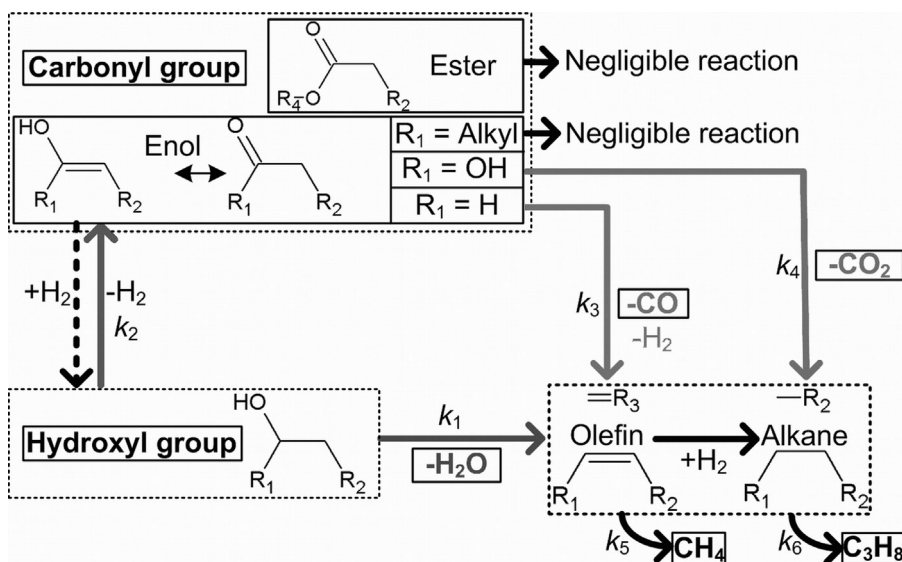 Carbonyl group
O
R4 O
R2
Ester
Negligible reaction
HO
R1
R2
Enol
O
R1
R2
R1 = Alkyl
Negligible reaction
R1 = OH
R1 = H
+H2
-H2
k2
k3
-CO
-H2
k4
-CO2
Hydroxyl group
HO
R1
R2
k1
-H2O
=R3
—R2
Olefin
+H2
Alkane
R1
R2
R1
R2
k5
CH4
k6
C3H8